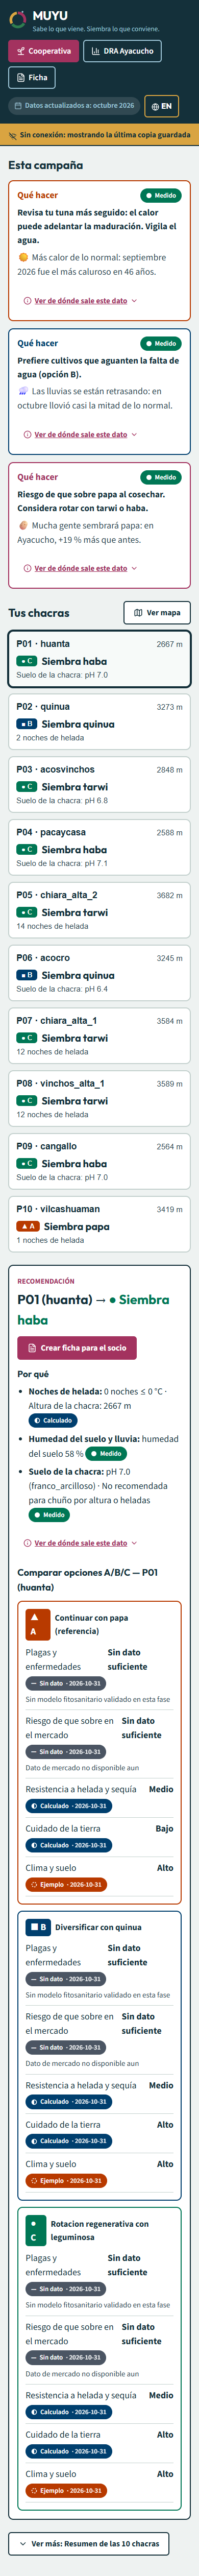 MUYU
Sabe lo que viene. Siembra lo que conviene.
Cooperativa
DRA Ayacucho
Ficha
Datos actualizados a: octubre 2026
EN
Sin conexión: mostrando la última copia guardada
Esta campaña
Qué hacer
Medido
Revisa tu tuna más seguido: el calor
puede adelantar la maduración. Vigila el
agua.
Más calor de lo normal: septiembre
2026 fue el más caluroso en 46 años.
Ver de dónde sale este dato
Qué hacer
Medido
Prefiere cultivos que aguanten la falta de
agua (opción B).
Las lluvias se están retrasando: en
octubre llovió casi la mitad de lo normal.
Ver de dónde sale este dato
Qué hacer
Medido
Riesgo de que sobre papa al cosechar.
Considera rotar con tarwi o haba.
Mucha gente sembrará papa: en
Ayacucho, +19 % más que antes.
Ver de dónde sale este dato
Tus chacras
Ver mapa
P01 · huanta
2667 m
● C Siembra haba
Suelo de la chacra: pH 7.0
P02 · quinua
3273 m
■ B Siembra quinua
2 noches de helada
P03 · acosvinchos
2848 m
● C Siembra tarwi
Suelo de la chacra: pH 6.8
P04 · pacaycasa
2588 m
● C Siembra haba
Suelo de la chacra: pH 7.1
P05 · chiara_alta_2
3682 m
● C Siembra tarwi
14 noches de helada
P06 · acocro
3245 m
■ B Siembra quinua
Suelo de la chacra: pH 6.4
P07 · chiara_alta_1
3584 m
● C Siembra tarwi
12 noches de helada
P08 · vinchos_alta_1
3589 m
● C Siembra tarwi
12 noches de helada
P09 · cangallo
2564 m
● C Siembra haba
Suelo de la chacra: pH 7.0
P10 · vilcashuaman
3419 m
▲ A Siembra papa
1 noches de helada
RECOMENDACIÓN
P01 (huanta) → ● Siembra
haba
Crear ficha para el socio
Por qué
• Noches de helada: 0 noches ≤ 0 °C ·
Altura de la chacra: 2667 m
Calculado
• Humedad del suelo y lluvia: humedad
del suelo 58 % Medido
• Suelo de la chacra: pH 7.0
(franco_arcilloso) · No recomendada
para chuño por altura o heladas
Medido
Ver de dónde sale este dato
Comparar opciones A/B/C — P01
(huanta)
▲
A
Continuar con papa
(referencia)
Plagas y
enfermedades
Sin dato
suficiente
— Sin dato · 2026-10-31
Sin modelo fitosanitario validado en esta fase
Riesgo de que sobre en
el mercado
Sin dato
suficiente
— Sin dato · 2026-10-31
Dato de mercado no disponible aun
Resistencia a helada y sequía Medio
Calculado · 2026-10-31
Cuidado de la tierra Bajo
Calculado · 2026-10-31
Clima y suelo Alto
Ejemplo · 2026-10-31
■ B Diversificar con quinua
Plagas y
enfermedades
Sin dato
suficiente
— Sin dato · 2026-10-31
Sin modelo fitosanitario validado en esta fase
Riesgo de que sobre en
el mercado
Sin dato
suficiente
— Sin dato · 2026-10-31
Dato de mercado no disponible aun
Resistencia a helada y sequía Medio
Calculado · 2026-10-31
Cuidado de la tierra Alto
Calculado · 2026-10-31
Clima y suelo Alto
Ejemplo · 2026-10-31
●
C
Rotacion regenerativa con
leguminosa
Plagas y
enfermedades
Sin dato
suficiente
— Sin dato · 2026-10-31
Sin modelo fitosanitario validado en esta fase
Riesgo de que sobre en
el mercado
Sin dato
suficiente
— Sin dato · 2026-10-31
Dato de mercado no disponible aun
Resistencia a helada y sequía Medio
Calculado · 2026-10-31
Cuidado de la tierra Alto
Calculado · 2026-10-31
Clima y suelo Alto
Ejemplo · 2026-10-31
Ver más: Resumen de las 10 chacras